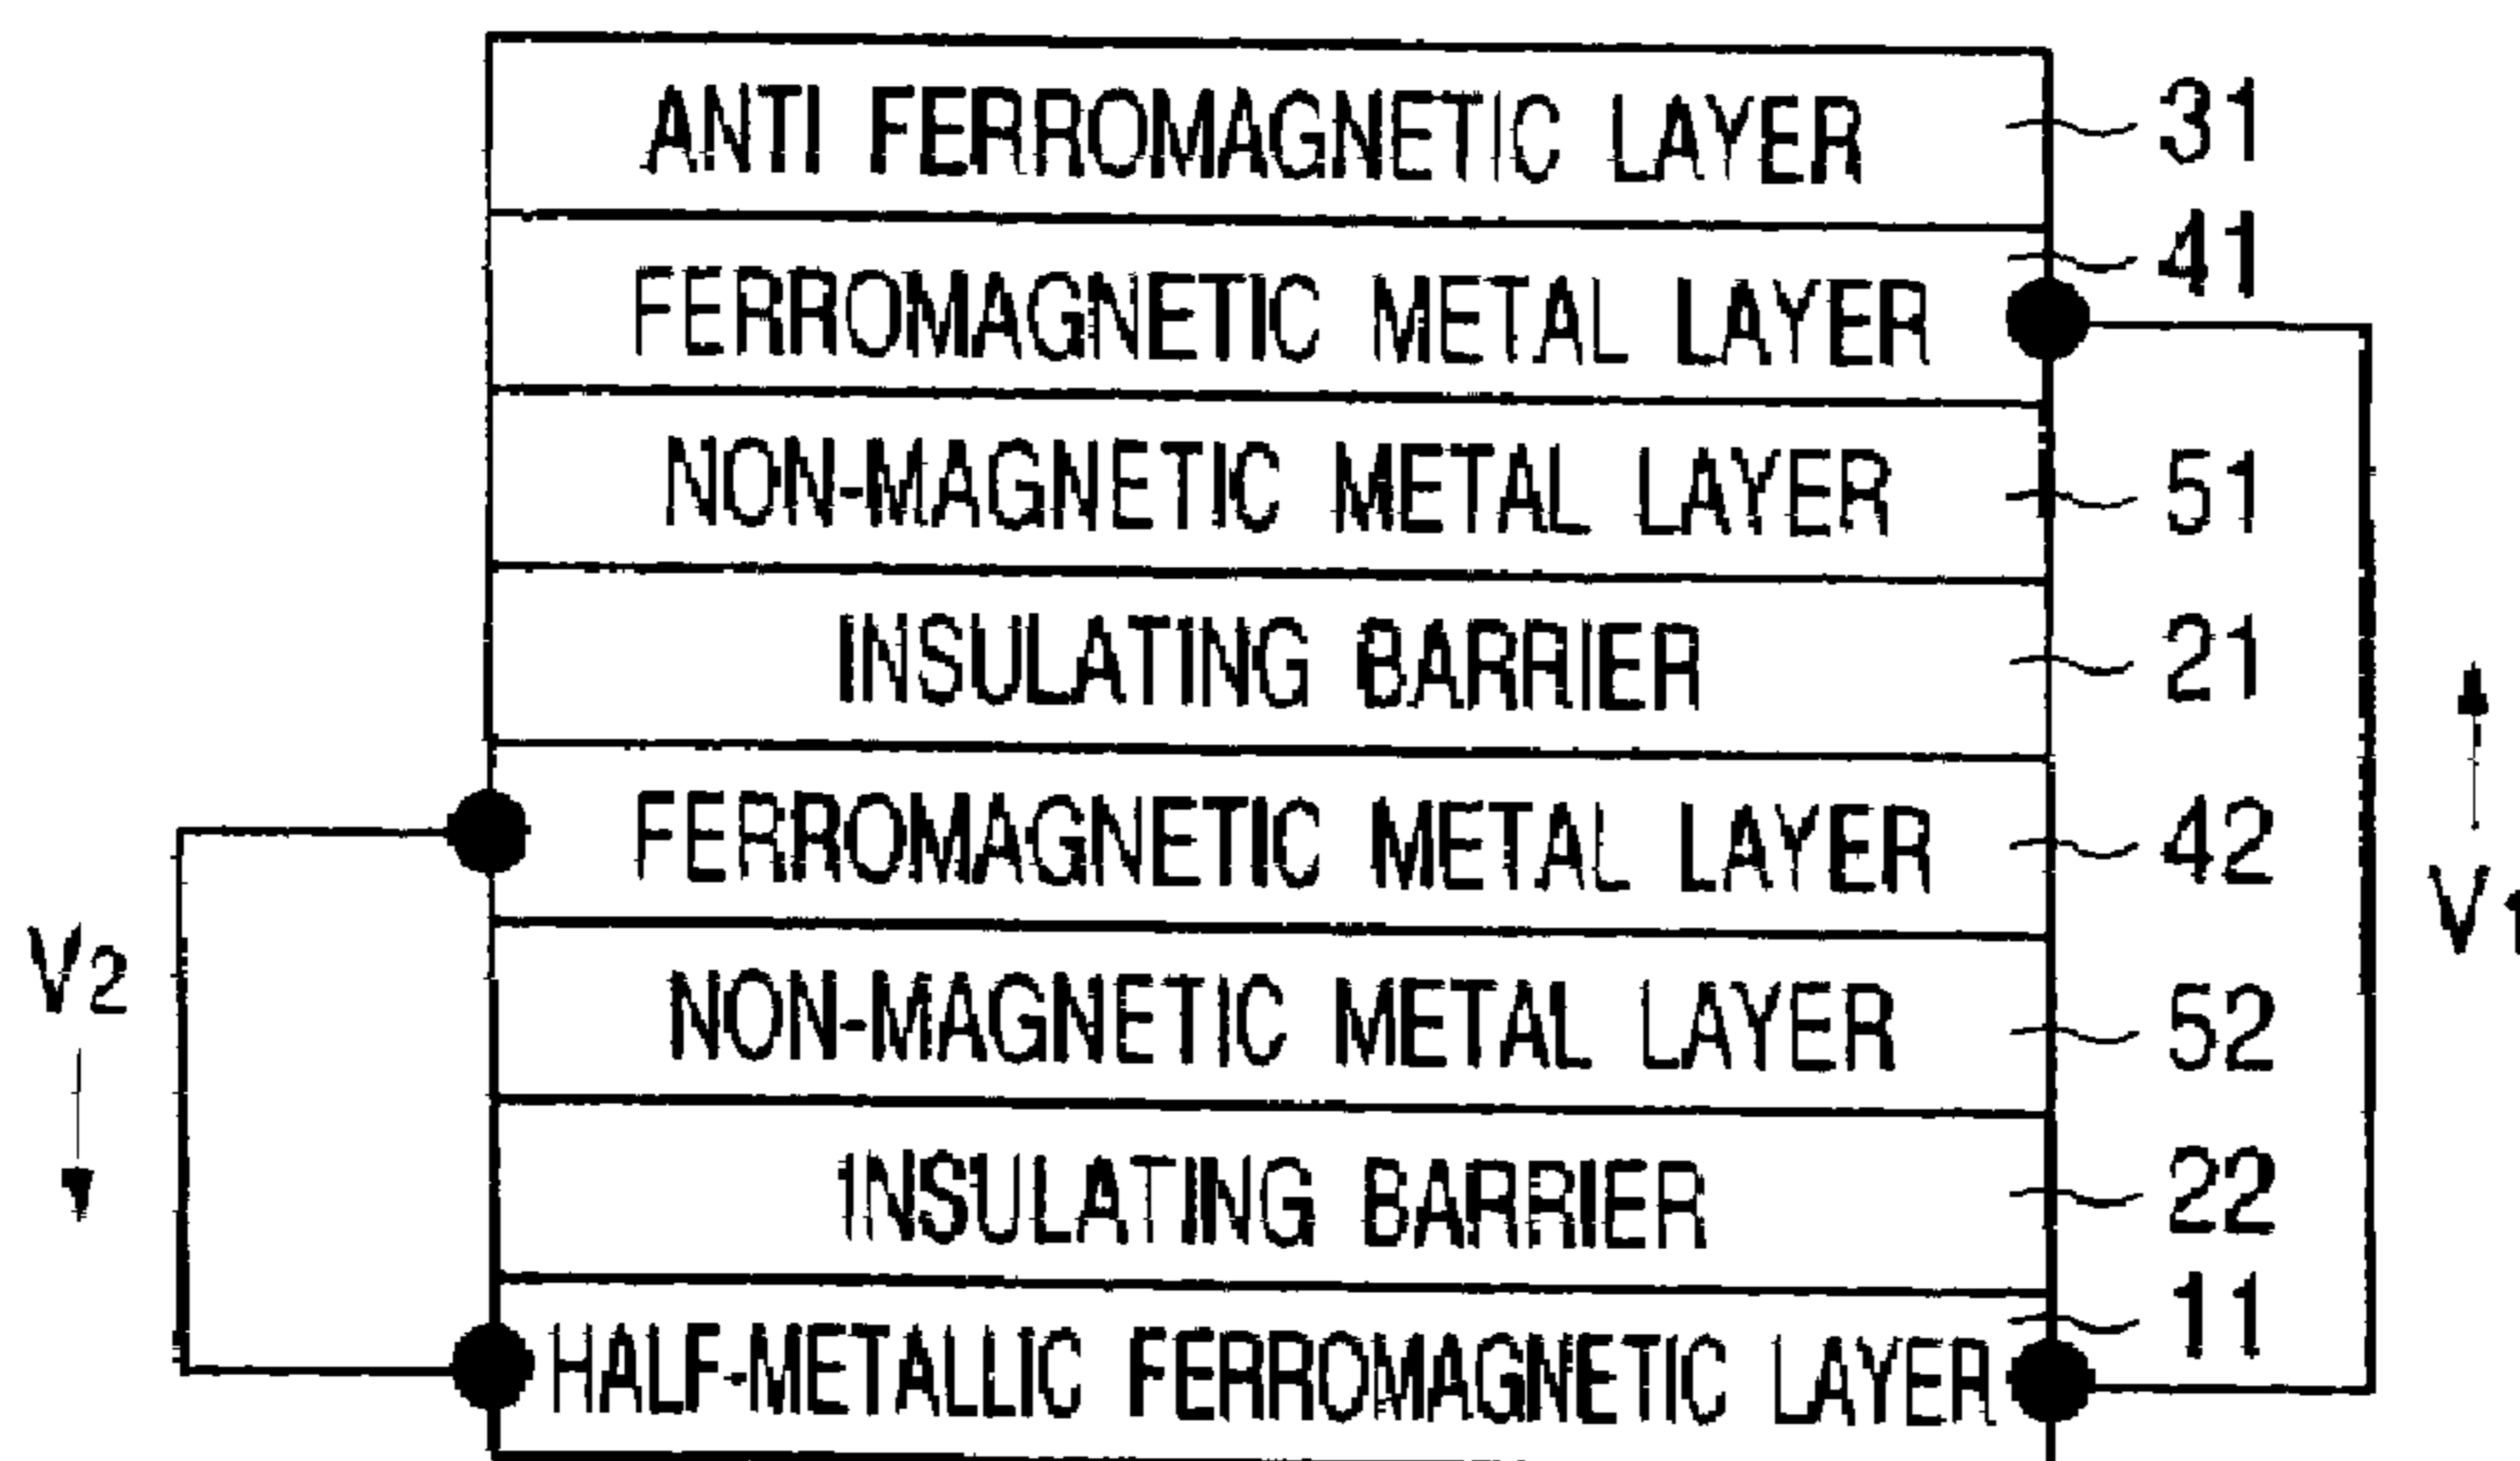 ANTI FERROMAGNETIC LAYER 31
FERROMAGNETIC METAL LAYER 41
NON-MAGNETIC METAL LAYER 51
INSULATING BARRIER 21
FERROMAGNETIC METAL LAYER 42
V1
V2
NON-MAGNETIC METAL LAYER 52
INSULATING BARRIER 22
HALF-METALLIC FERROMAGNETIC LAYER 11